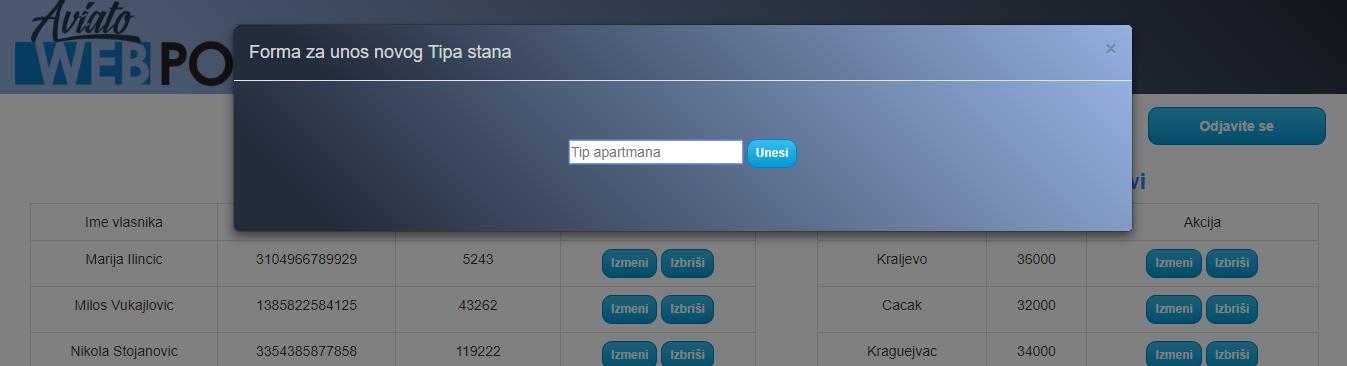 Aviato
WEB PO
Forma za unos novog Tipa stana
×
Odjavite se
Tip apartmana
Unesi
vi
Ime vlasnika
Akcija
Marija Ilincic 3104966789929 5243 Izmeni Izbriši
Kraljevo 36000 Izmeni Izbriši
Milos Vukajlovic 1385822584125 43262 Izmeni Izbriši
Cacak 32000 Izmeni Izbriši
Nikola Stojanovic 3354385877858 119222 Izmeni Izbriši
Kraguejvac 34000 Izmeni Izbriši